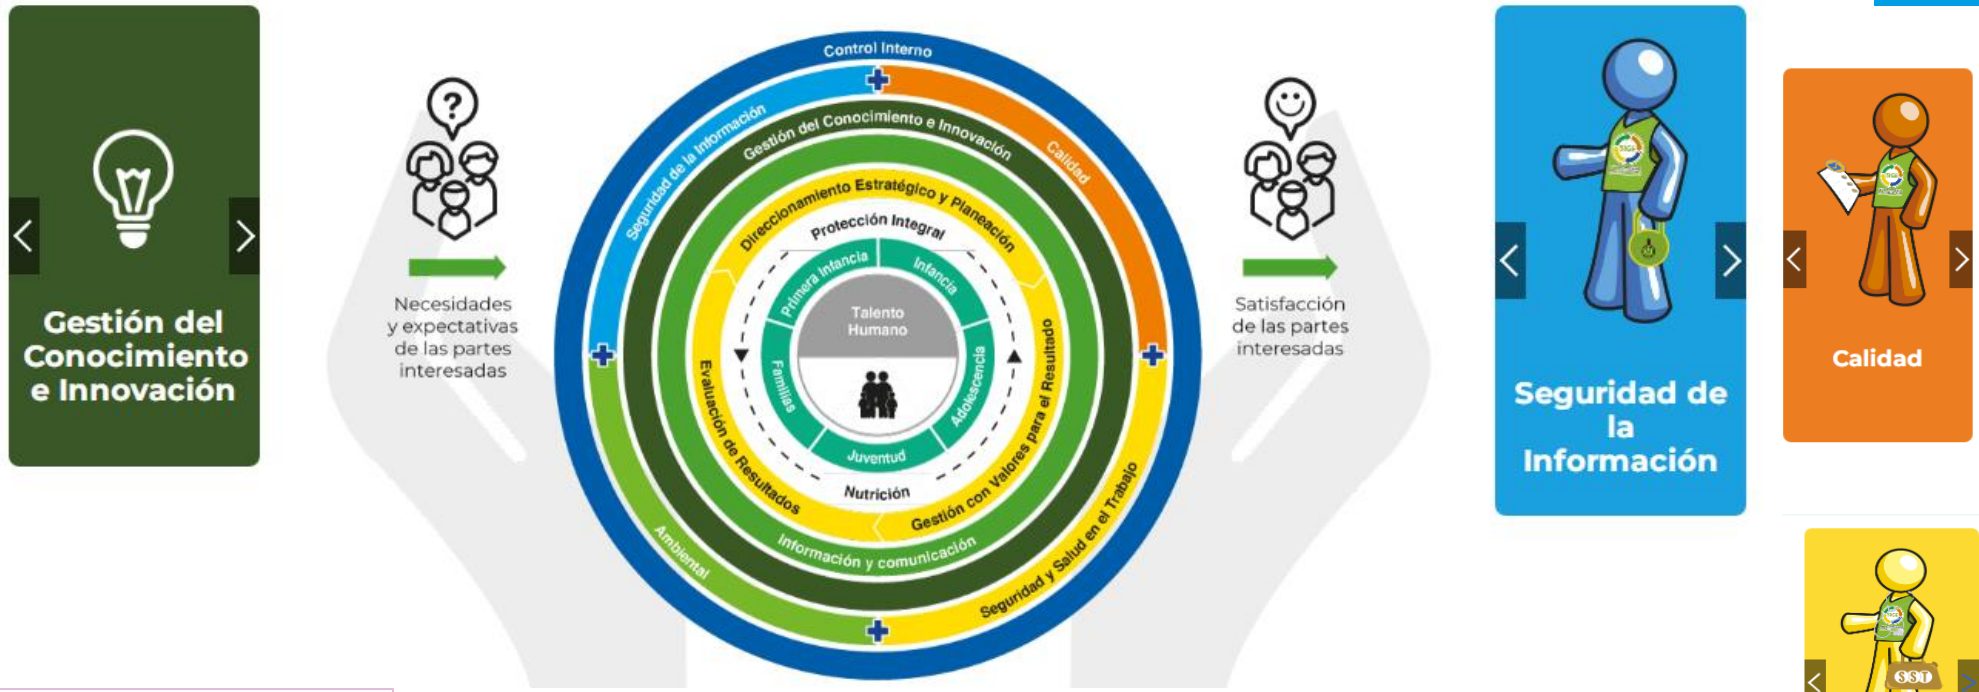 Gestión del
Conocimiento
e Innovación
?
Necesidades
y expectativas
de las partes
interesadas
Control Interno
Seguridad de la Información
Calidad
Gestión del Conocimiento e Innovación
Direccionamiento Estratégico y Planeación
Protección Integral
Primera Infancia
Infancia
Talento
Humano
Familias
Adolescencia
Juventud
Nutrición
Evaluación de Resultados
Gestión con Valores para el Resultado
Información y comunicación
Ambiental
Seguridad y Salud en el Trabajo
Satisfacción
de las partes
interesadas
Seguridad de
la
Información
Calidad
SST